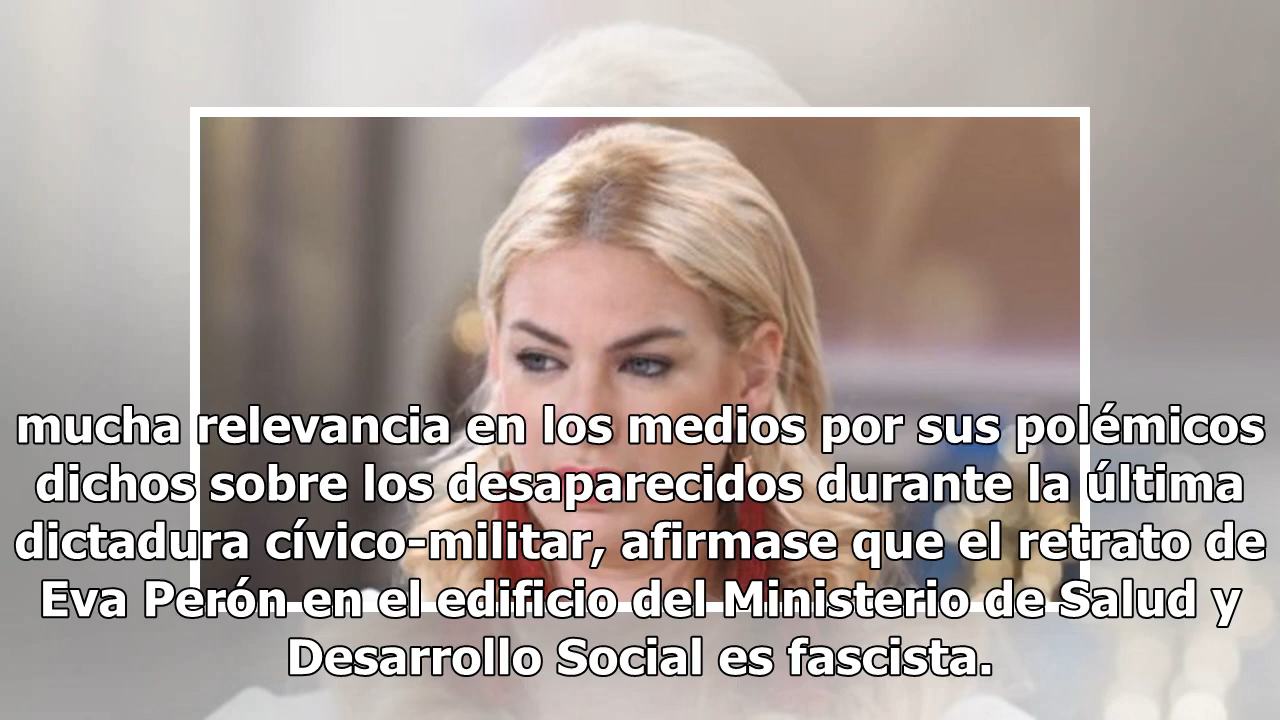 mucha relevancia en los medios por sus polémicos
dichos sobre los desaparecidos durante la última
dictadura cívico-militar, afirmase que el retrato de
Eva Perón en el edificio del Ministerio de Salud y
Desarrollo Social es fascista.